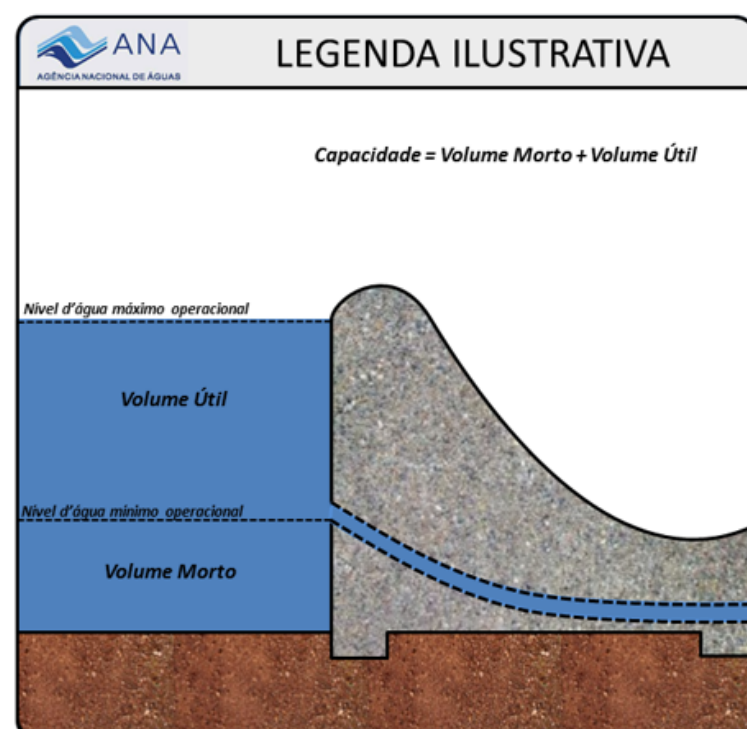 ANA
AGÊNCIA NACIONAL DE ÁGUAS
LEGENDA ILUSTRATIVA
Capacidade = Volume Morto + Volume Útil
Nível d'água máximo operacional
Volume Útil
Nível d'água mínimo operacional
Volume Morto